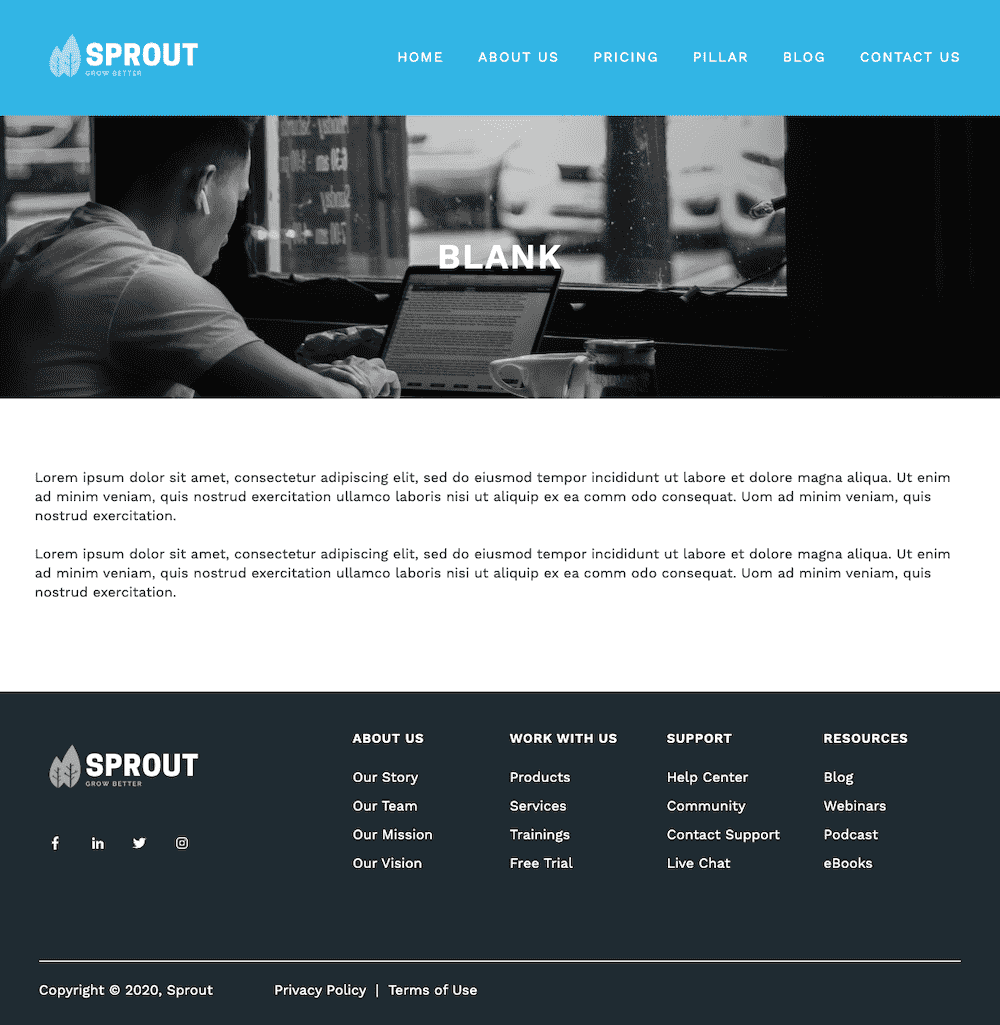 SPROUT
GROW BETTER
HOME ABOUT US PRICING PILLAR BLOG CONTACT US
Sunday
BLANK
Lorem ipsum dolor sit amet, consectetur adipiscing elit, sed do eiusmod tempor incididunt ut labore et dolore magna aliqua. Ut enim
ad minim veniam, quis nostrud exercitation ullamco laboris nisi ut aliquip ex ea comm odo consequat. Uom ad minim veniam, quis
nostrud exercitation.
Lorem ipsum dolor sit amet, consectetur adipiscing elit, sed do eiusmod tempor incididunt ut labore et dolore magna aliqua. Ut enim
ad minim veniam, quis nostrud exercitation ullamco laboris nisi ut aliquip ex ea comm odo consequat. Uom ad minim veniam, quis
nostrud exercitation.
SPROUT
GROW BETTER
ABOUT US
Our Story
Our Team
Our Mission
Our Vision
WORK WITH US
Products
Services
Trainings
Free Trial
SUPPORT
Help Center
Community
Contact Support
Live Chat
RESOURCES
Blog
Webinars
Podcast
eBooks
Copyright © 2020, Sprout Privacy Policy | Terms of Use